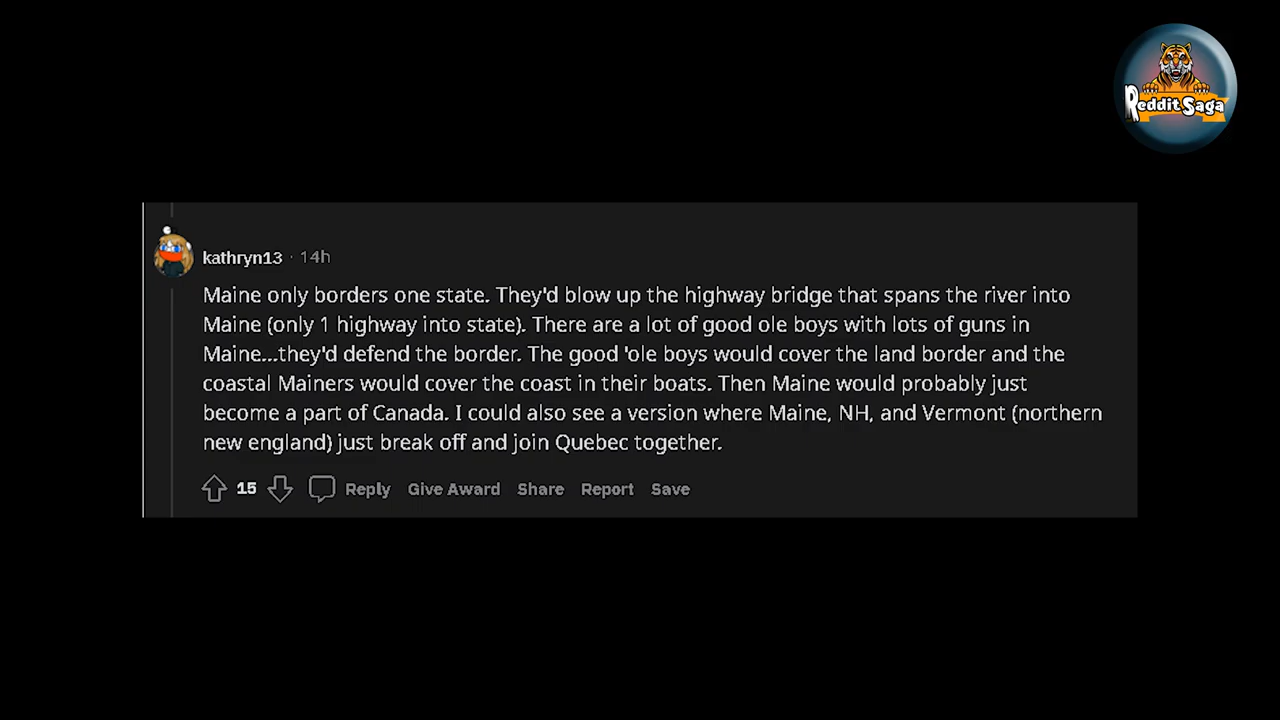 Reddit Saga
kathryn13 · 14h
Maine only borders one state. They'd blow up the highway bridge that spans the river into
Maine (only 1 highway into state). There are a lot of good ole boys with lots of guns in
Maine...they'd defend the border. The good 'ole boys would cover the land border and the
coastal Mainers would cover the coast in their boats. Then Maine would probably just
become a part of Canada. I could also see a version where Maine, NH, and Vermont (northern
new england) just break off and join Quebec together.
15 Reply Give Award Share Report Save